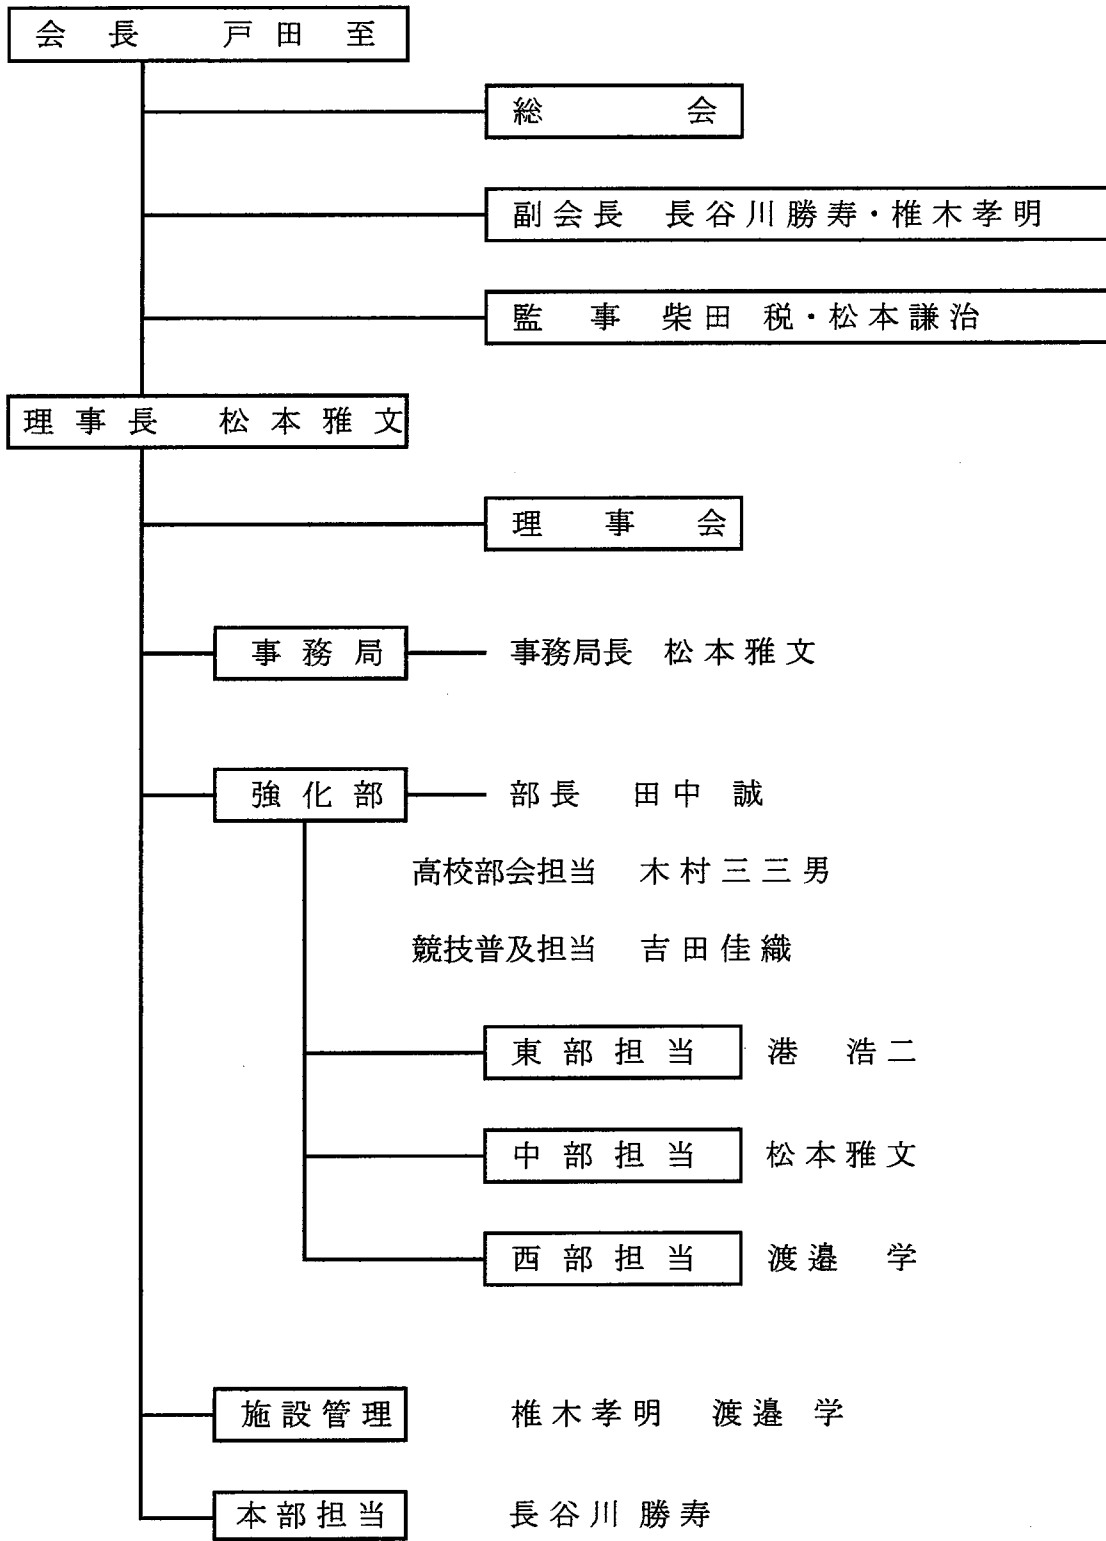 会長 戸田 至
総会
副会長 長谷川勝寿・椎木孝明
監事 柴田 税・松本謙治
理事長 松本雅文
理事会
事務局 事務局長 松本雅文
強化部 部長 田中 誠
高校部会担当 木村三三男
競技普及担当 吉田佳織
東部担当 港 浩二
中部担当 松本雅文
西部担当 渡邉 学
施設管理 椎木孝明 渡邉 学
本部担当 長谷川 勝寿